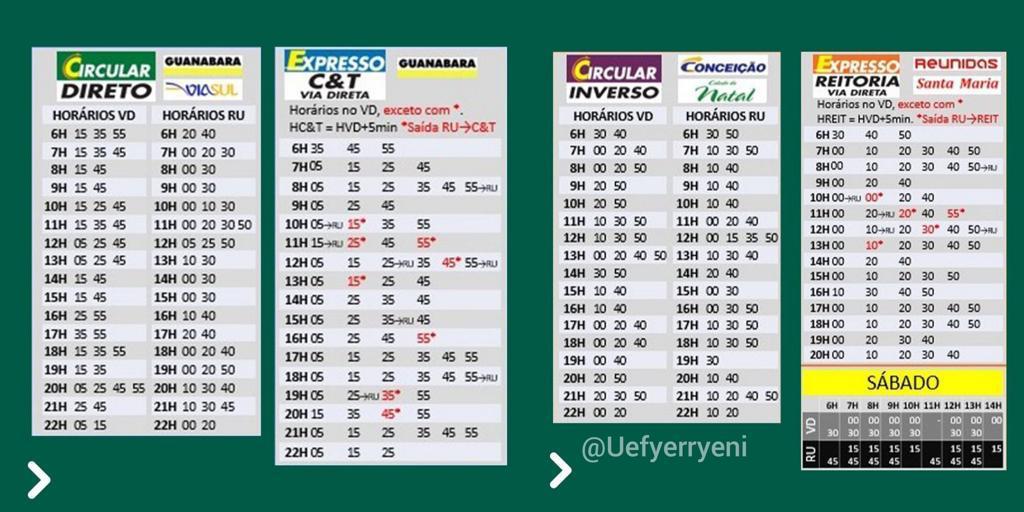 CIRCULAR GUANABARA
DIRETO VIASUL
HORÁRIOS VD HORÁRIOS RU
6H 15 35 55 6H 20 40
7H 15 35 45 7H 00 20 30
8H 15 45 8H 00 30
9H 15 45 9H 00 30
10H 15 25 45 10H 00 10 30
11H 15 35 45 11H 00 20 30 50
12H 05 25 45 12H 05 25 50
13H 05 25 45 13H 10 30
14H 15 45 14H 00 30
15H 15 45 15H 00 30
16H 25 55 16H 10 40
17H 35 55 17H 20 40
18H 15 35 55 18H 00 20 40
19H 15 35 19H 00 20 50
20H 05 25 45 55 20H 10 30 40
21H 25 45 21H 10 30 45
22H 05 15 22H 00 20
EXPRESSO GUANABARA
C&T
VIA DIRETA
Horários no VD, exceto com *.
HC&T = HVD+5min *Saída RU→C&T
6H 35 45 55
7H 05 15 25 45
8H 05 15 25 35 45 55→RU
9H 05 25 45
10H 05→RU 15* 35 55
11H 15→RU 25* 45 55*
12H 05 15 25→RU 35 45* 55→RU
13H 05 15* 25 45
14H 05 25 35 45
15H 05 25 35→RU 45
16H 05 25 45 55*
17H 05 15 25 35 45 55
18H 05 15 25 35 45 55→RU
19H 05 25→RU 35* 55
20H 15 35 45* 55
21H 05 15 25 35 45 55
22H 05 15 25
CIRCULAR CONCEIÇÃO
INVERSO Cidade do Natal
HORÁRIOS VD HORÁRIOS RU
6H 30 40 6H 30 50
7H 00 20 40 7H 10 30 50
8H 00 20 50 8H 10 40
9H 20 50 9H 10 40
10H 20 50 10H 10 40
11H 10 30 50 11H 00 20 40
12H 10 30 50 12H 00 15 35 50
13H 00 20 40 50 13H 10 30 40
14H 30 50 14H 20 40
15H 10 40 15H 00 30
16H 10 40 16H 00 30 50
17H 00 20 40 17H 10 30 50
18H 00 20 40 18H 10 30 50
19H 00 40 19H 30
20H 20 50 20H 10 40
21H 20 30 50 21H 10 20 40 50
22H 00 20 22H 10 20
EXPRESSO REUNIDAS
REITORIA Santa Maria
VIA DIRETA
Horários no VD, exceto com *
HREIT = HVD+5min. *Saída RU→REIT
6H 30 40 50
7H 00 10 20 30 40 50
8H 00 10 20 30 40 50→RU
9H 00 20 40
10H 00→RU 00* 20 40
11H 00 20→RU 20* 40 55*
12H 00 10→RU 20 30* 40 50→RU
13H 00 10* 20 30 40 50
14H 00 20 40
15H 00 10 20 30 50
16H 10 30 40 50
17H 00 10 20 30 40 50
18H 00 10 20 30 40 50
19H 00 20 30 40
20H 00 10 20 30 40
SÁBADO
6H 7H 8H 9H 10H 11H 12H 13H 14H
VD 00 00 00 00 - 00 00 00
30 30 30 30 30 30 30
RU 15 15 15 15 15 15 15
45 45 45 45 45 45 45
@Uefyerryeni